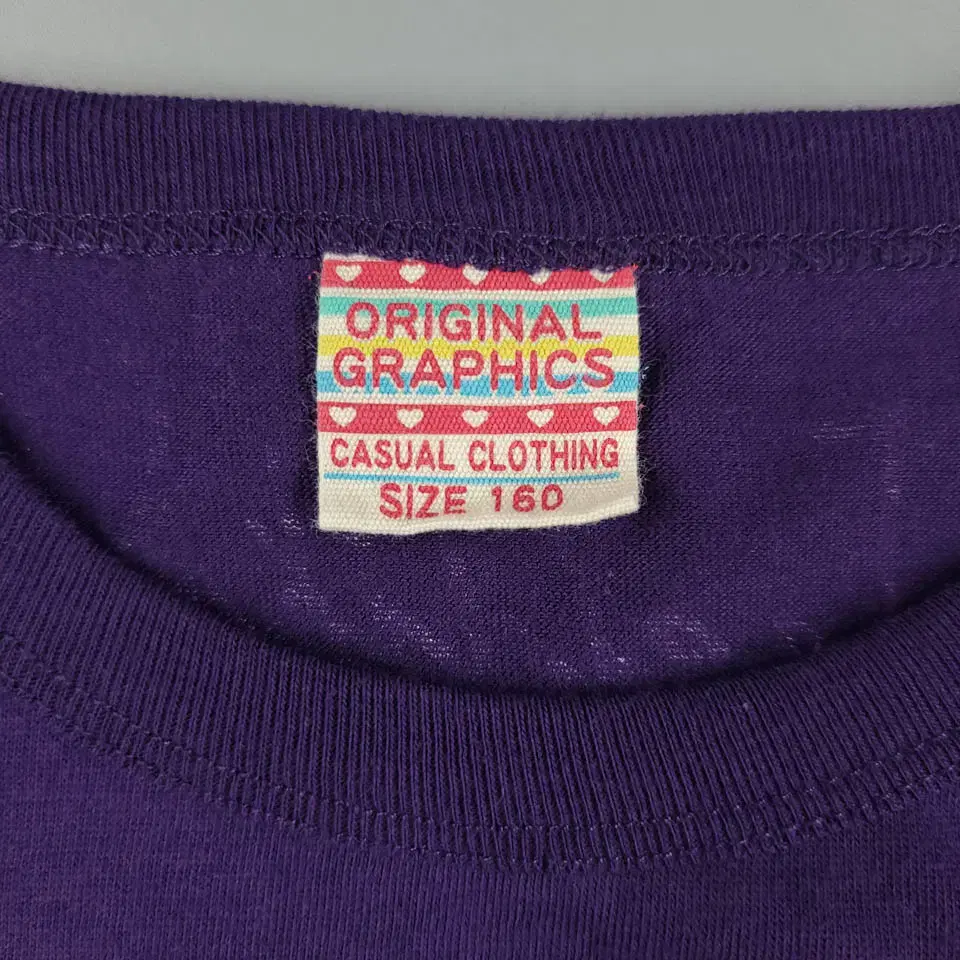 ORIGINAL
GRAPHICS
CASUAL CLOTHING
SIZE 160